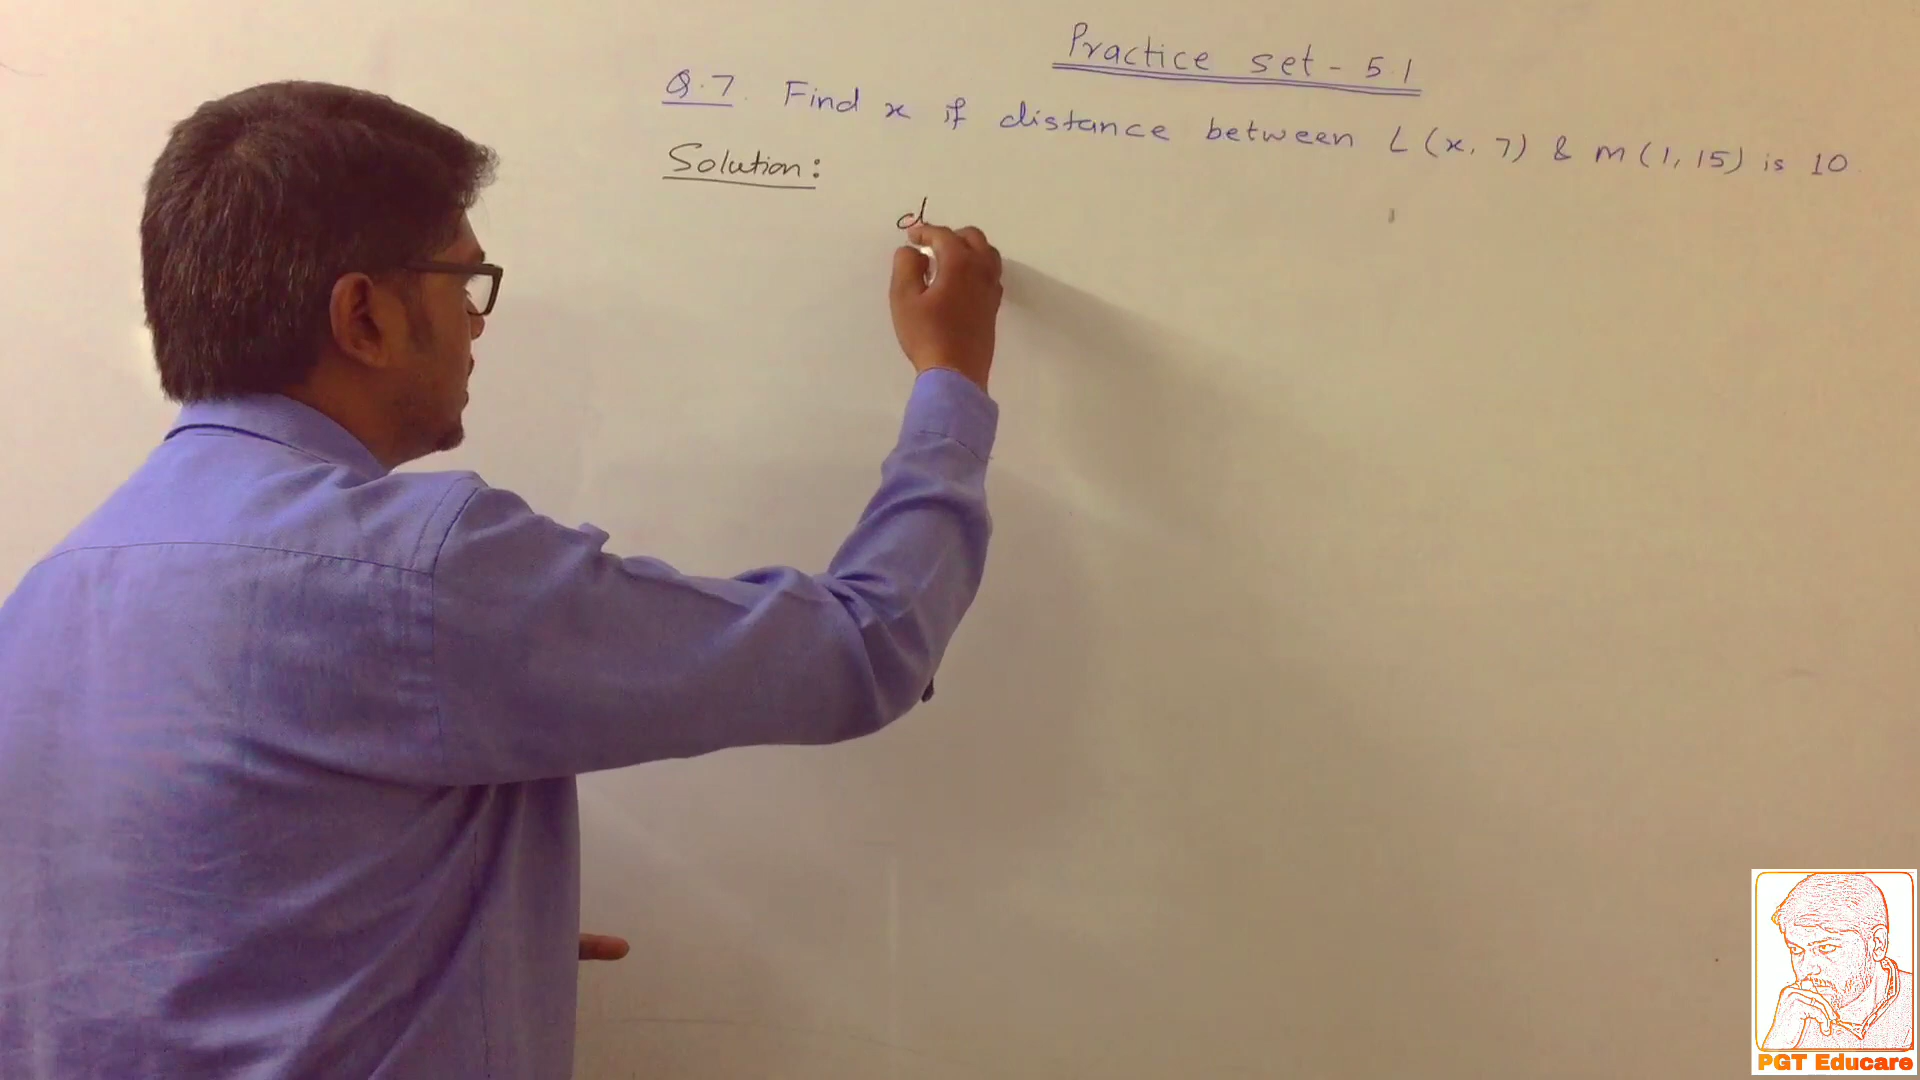 Practice set - 5.1
Q.7. Find x if distance between L (x, 7) & m (1, 15) is 10
Solution:
d
PGT Educare